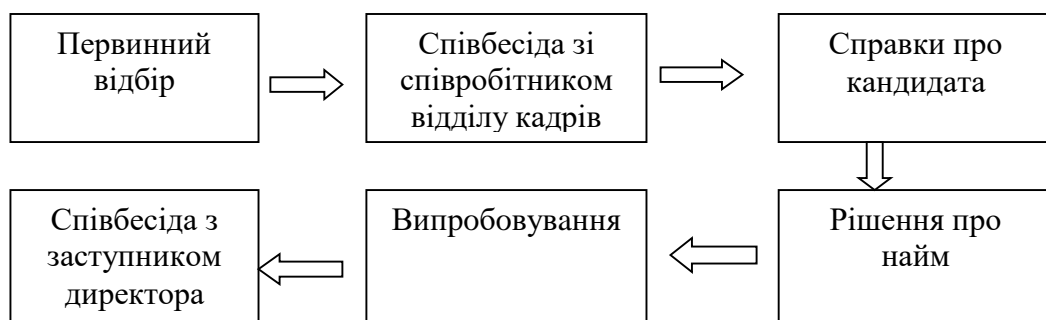 Первинний
відбір
Співбесіда зі
співробітником
відділу кадрів
Справки про
кандидата
Співбесіда з
заступником
директора
Випробовування
Рішення про
найм